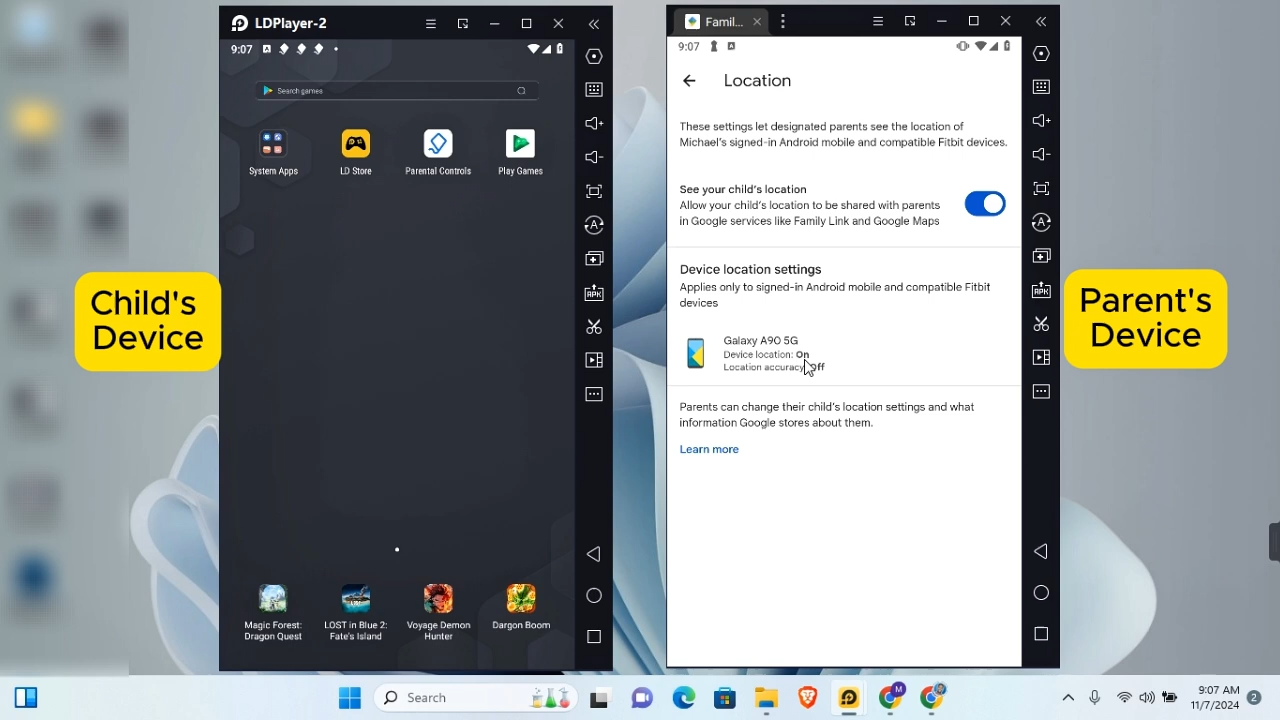 LDPlayer-2
9:07
Search games
System Apps
LD Store
Parental Controls
Play Games
Magic Forest:
Dragon Quest
LOST in Blue 2:
Fate's Island
Voyage Demon
Hunter
Dargon Boom
Child's
Device
Famil...
9:07
Location
These settings let designated parents see the location of
Michael's signed-in Android mobile and compatible Fitbit devices.
See your child's location
Allow your child's location to be shared with parents
in Google services like Family Link and Google Maps
Device location settings
Applies only to signed-in Android mobile and compatible Fitbit
devices
Galaxy A90 5G
Device location: On
Location accuracy: Off
Parents can change their child's location settings and what
information Google stores about them.
Learn more
APK
APK
Parent's
Device
Search
M
9:07 AM
11/7/2024
2